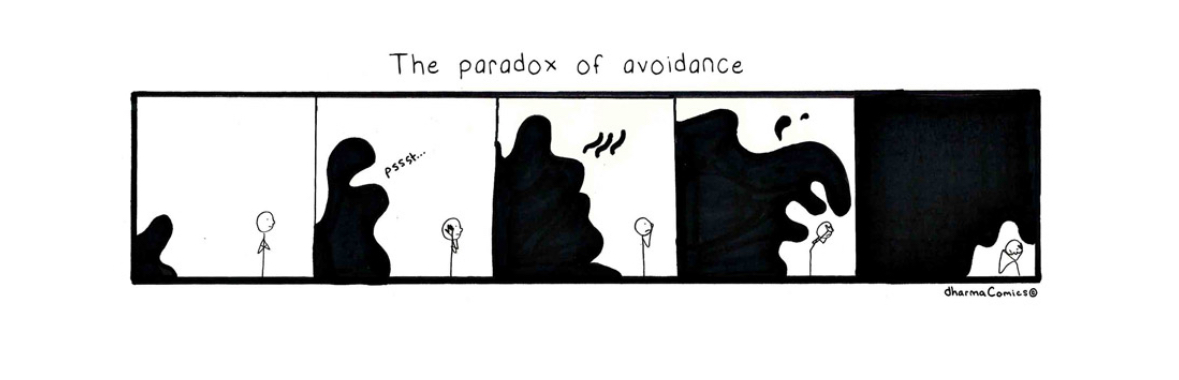 The paradox of avoidance
pssst...
dharmaComics®